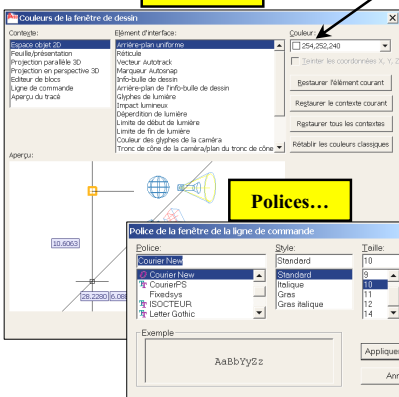 Couleurs de la fenêtre de dessin
Contexte:
Espace objet 2D
Feuille/présentation
Projection parallèle 3D
Projection en perspective 3D
Editeur de blocs
Ligne de commande
Aperçu du tracé
Elément d'interface:
Arrière-plan uniforme
Réticule
Vecteur Autotrack
Marqueur Autosnap
Info-bulle de dessin
Arrière-plan de l'info-bulle de dessin
Glyphes de lumière
Impact lumineux
Déperdition de lumière
Limite de début de lumière
Limite de fin de lumière
Couleur des glyphes de la caméra
Tronc de cône de la caméra/plan du tronc de cône
Couleur:
254,252,240
Teinter les coordonnées X, Y, Z
Restaurer l'élément courant
Restaurer le contexte courant
Restaurer tous les contextes
Rétablir les couleurs classiques
Aperçu:
10.6063
28.2280
Polices…
Police de la fenêtre de la ligne de commande
Police:
Courier New
Courier New
CourierPS
Fixedsys
ISOCTEUR
Letter Gothic
Style:
Standard
Standard
Italique
Gras
Gras italique
Taille:
10
9
10
11
12
14
Exemple
AaBbYyZz
Appliquer
Ann